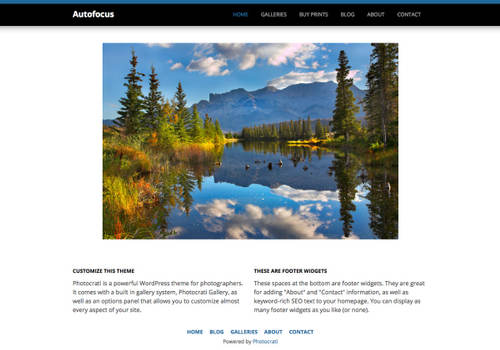 Autofocus
HOME GALLERIES BUY PRINTS BLOG ABOUT CONTACT
CUSTOMIZE THIS THEME
Photocrati is a powerful WordPress theme for photographers.
It comes with a built in gallery system, Photocrati Gallery, as
well as an options panel that allows you to customize almost
every aspect of your site.
THESE ARE FOOTER WIDGETS
These spaces at the bottom are footer widgets. They are great
for adding "About" and "Contact" information, as well as
keyword-rich SEO text to your homepage. You can display as
many footer widgets as you like (or none).
HOME BLOG GALLERIES ABOUT CONTACT
Powered by Photocrati